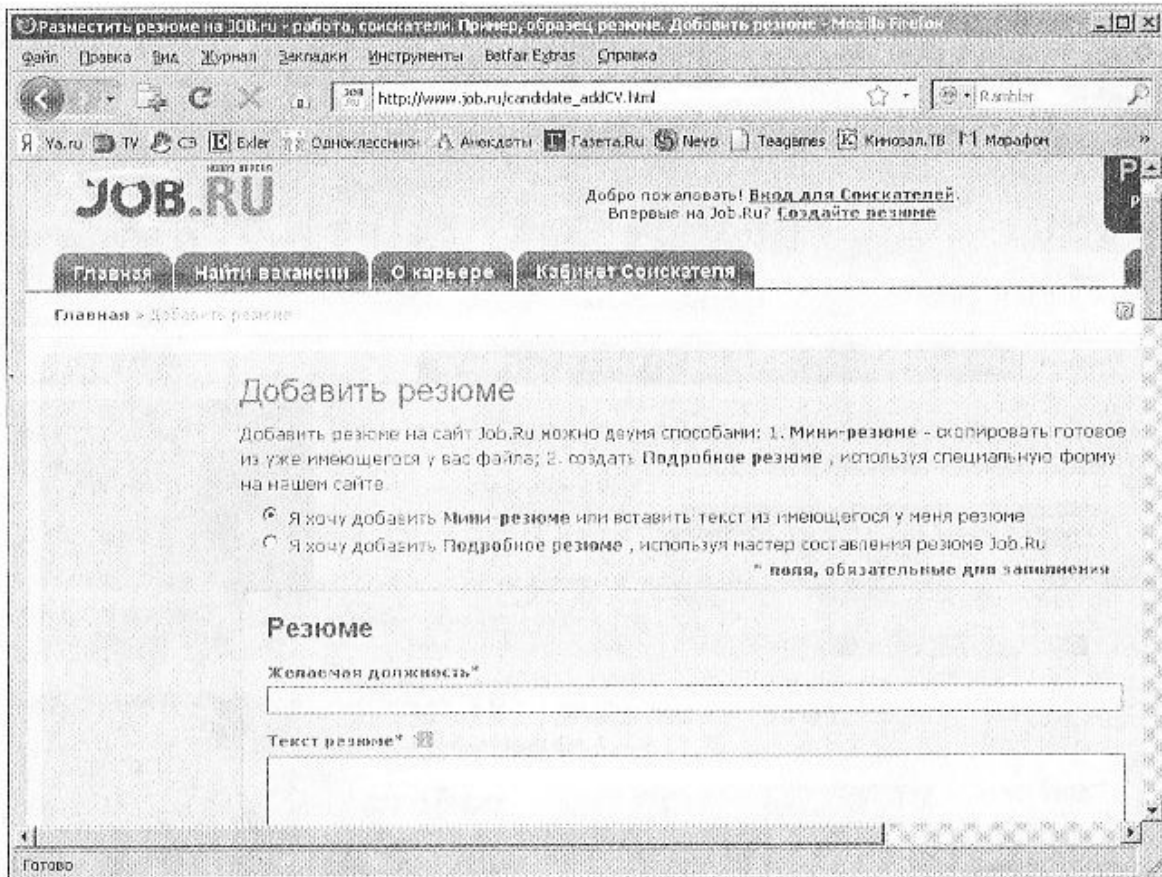 Разместить резюме на JOB.ru - работа, соискатели. Пример, образец резюме. Добавить резюме - Mozilla Firefox
Файл Правка Вид Журнал Закладки Инструменты Betfair Extras Справка
http://www.job.ru/candidate_addCV.html Rambler
Ya.ru TV СЭ Exler Одноклассники Анекдоты Газета.Ru Nevo Teagames Кинозал.ТВ Марафон
НОВАЯ ВЕРСИЯ
JOB.RU
Добро пожаловать! Вход для Соискателей.
Впервые на Job.Ru? Создайте резюме
Главная Найти вакансии О карьере Кабинет Соискателя
Главная » Добавить резюме
Добавить резюме
Добавить резюме на сайт Job.Ru можно двумя способами: 1. Мини-резюме - скопировать готовое
из уже имеющегося у вас файла; 2. создать Подробное резюме , используя специальную форму
на нашем сайте.
Я хочу добавить Мини-резюме или вставить текст из имеющегося у меня резюме
Я хочу добавить Подробное резюме , используя мастер составления резюме Job.Ru
* поля, обязательные для заполнения
Резюме
Желаемая должность*
Текст резюме*
Готово